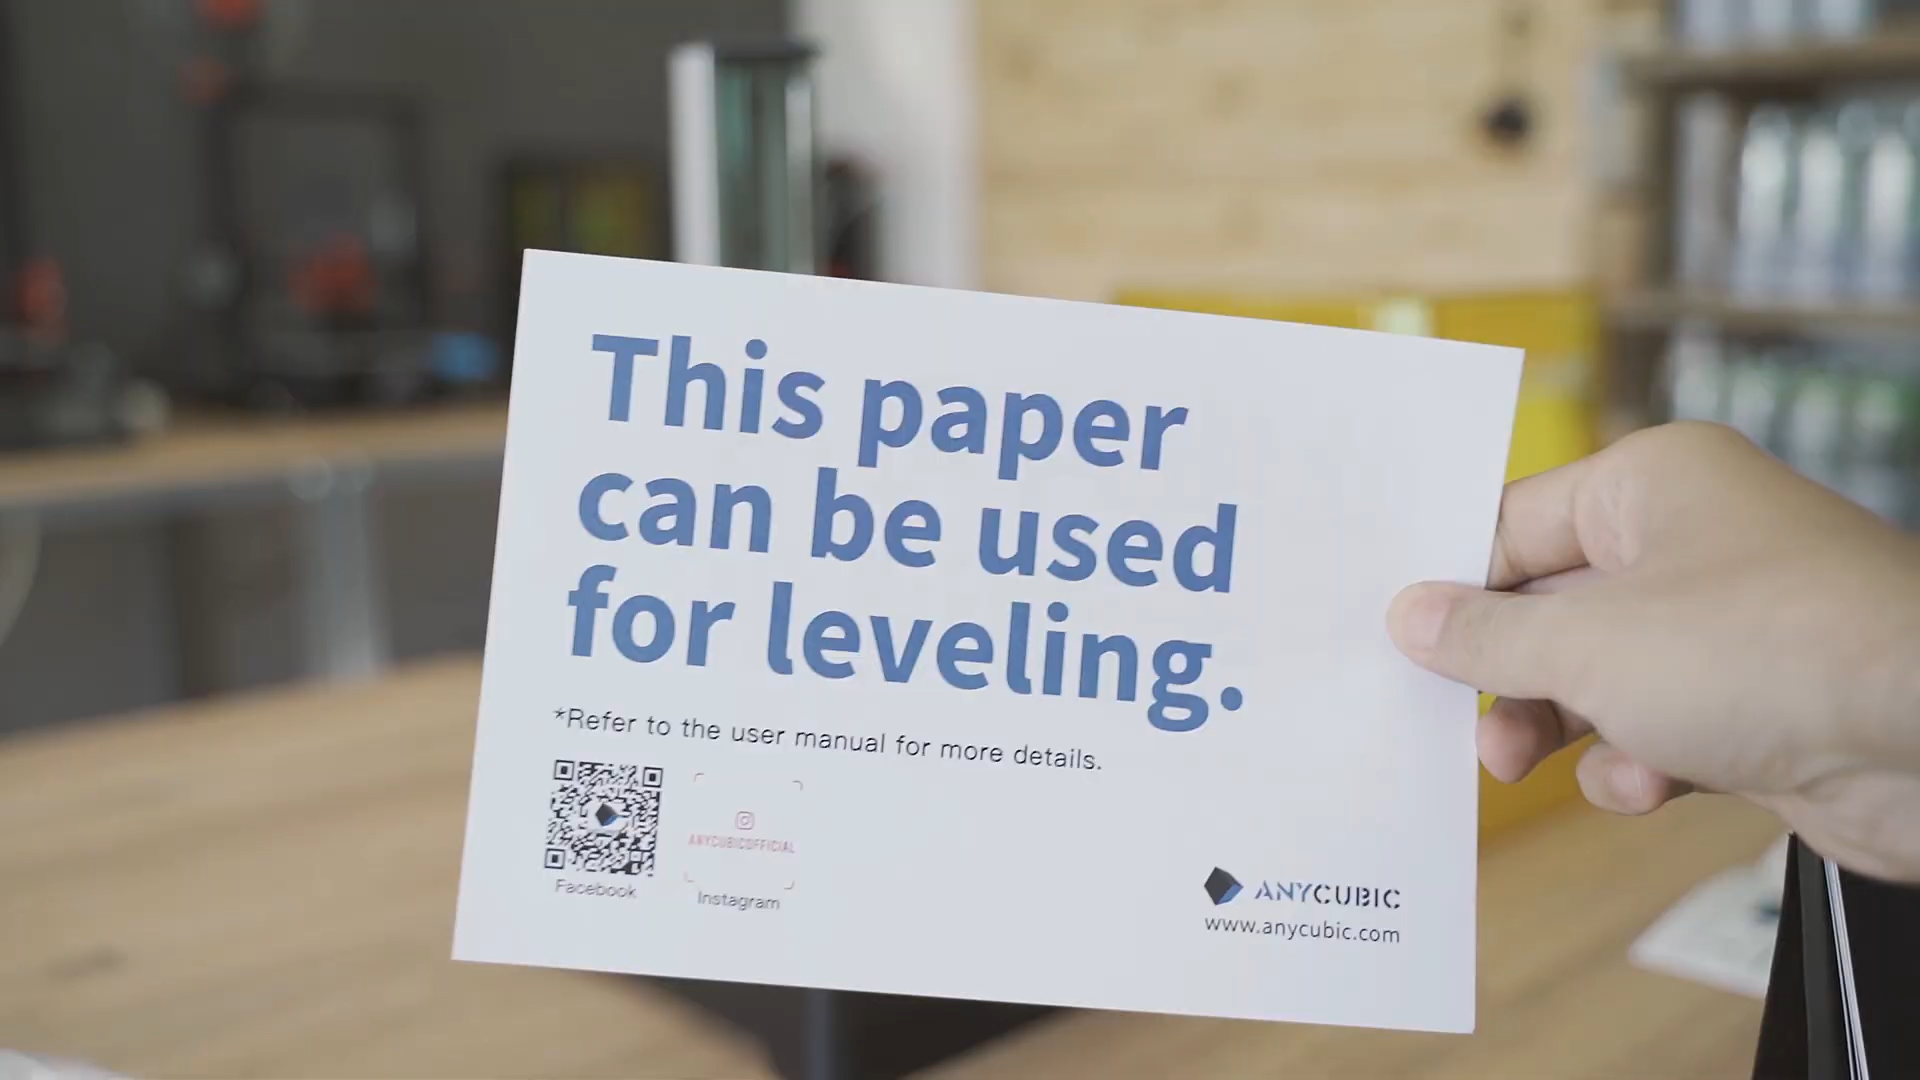 This paper
can be used
for leveling.
*Refer to the user manual for more details.
ANYCUBICOFFICIAL
Facebook
Instagram
ANYCUBIC
www.anycubic.com